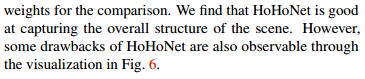 weights for the comparison. We find that HoHoNet is good
at capturing the overall structure of the scene. However,
some drawbacks of HoHoNet are also observable through
the visualization in Fig. 6.